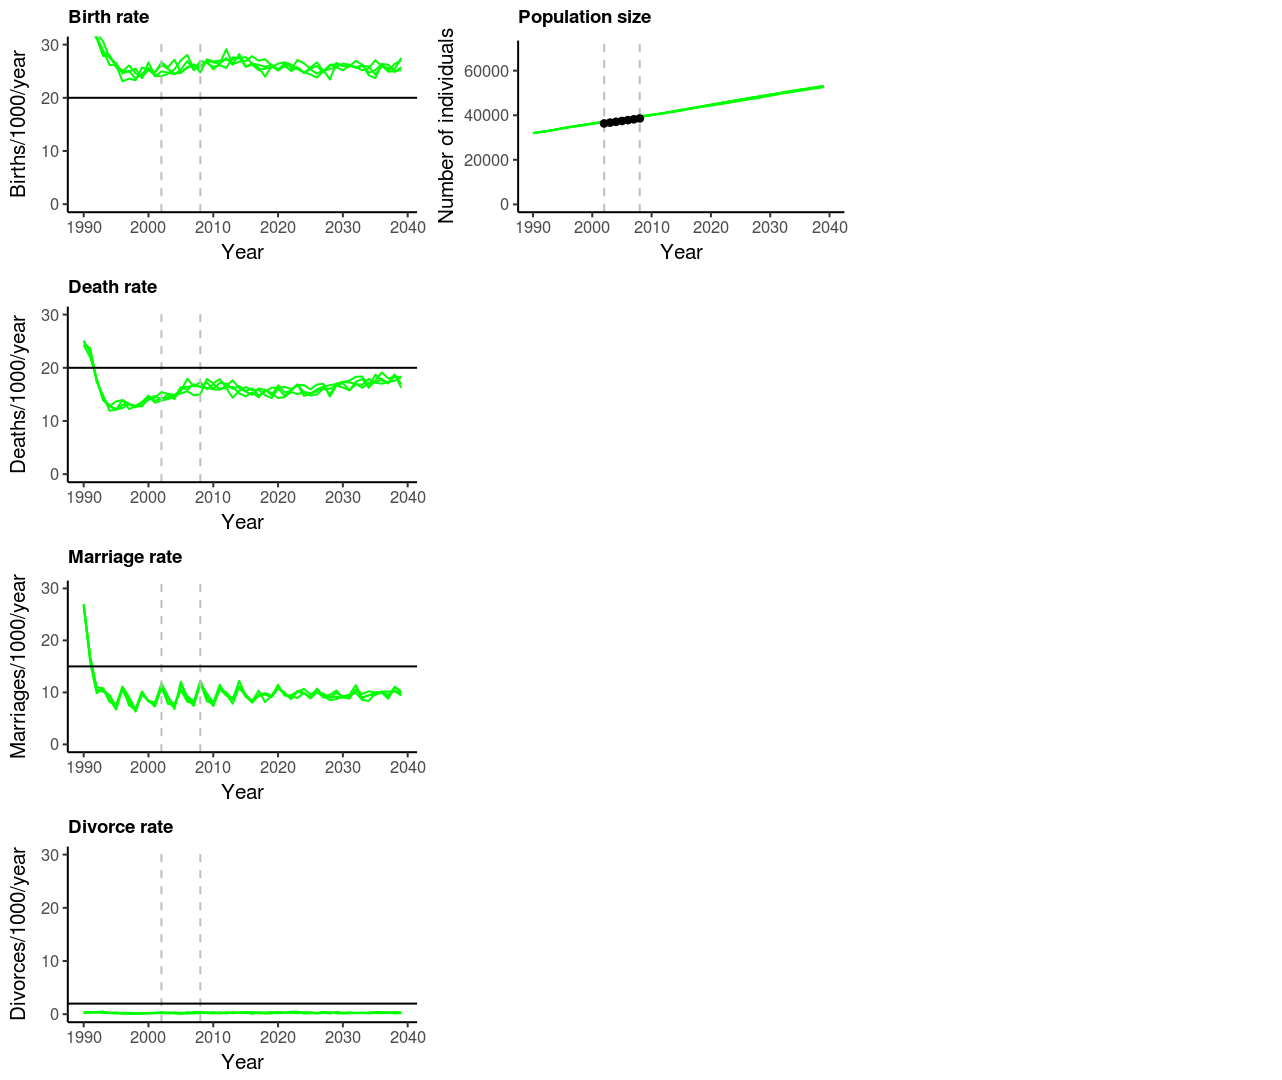 Birth rate
Births/1000/year
30
20
10
0
1990 2000 2010 2020 2030 2040
Year
Population size
Number of individuals
60000
40000
20000
0
1990 2000 2010 2020 2030 2040
Year
Death rate
Deaths/1000/year
30
20
10
0
1990 2000 2010 2020 2030 2040
Year
Marriage rate
Marriages/1000/year
30
20
10
0
1990 2000 2010 2020 2030 2040
Year
Divorce rate
Divorces/1000/year
30
20
10
0
1990 2000 2010 2020 2030 2040
Year